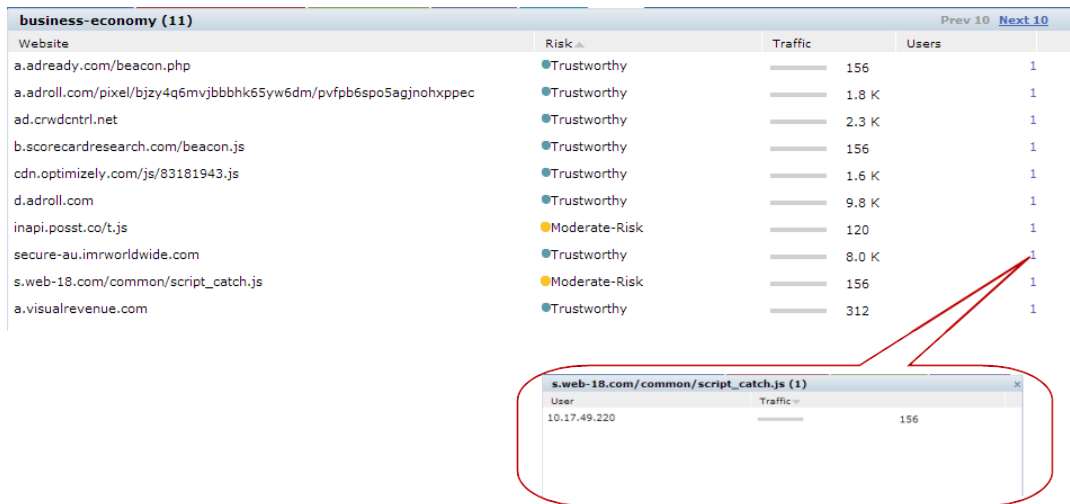 business-economy (11) Prev 10 Next 10
Website Risk Traffic Users
a.adready.com/beacon.php Trustworthy 156 1
a.adroll.com/pixel/bjzy4q6mvjbbbhk65yw6dm/pvfpb6spo5agjnohxppec Trustworthy 1.8 K 1
ad.crwdcntrl.net Trustworthy 2.3 K 1
b.scorecardresearch.com/beacon.js Trustworthy 156 1
cdn.optimizely.com/js/83181943.js Trustworthy 1.6 K 1
d.adroll.com Trustworthy 9.8 K 1
inapi.posst.co/t.js Moderate-Risk 120 1
secure-au.imrworldwide.com Trustworthy 8.0 K 1
s.web-18.com/common/script_catch.js Moderate-Risk 156 1
a.visualrevenue.com Trustworthy 312 1
s.web-18.com/common/script_catch.js (1) ×
User Traffic
10.17.49.220 156